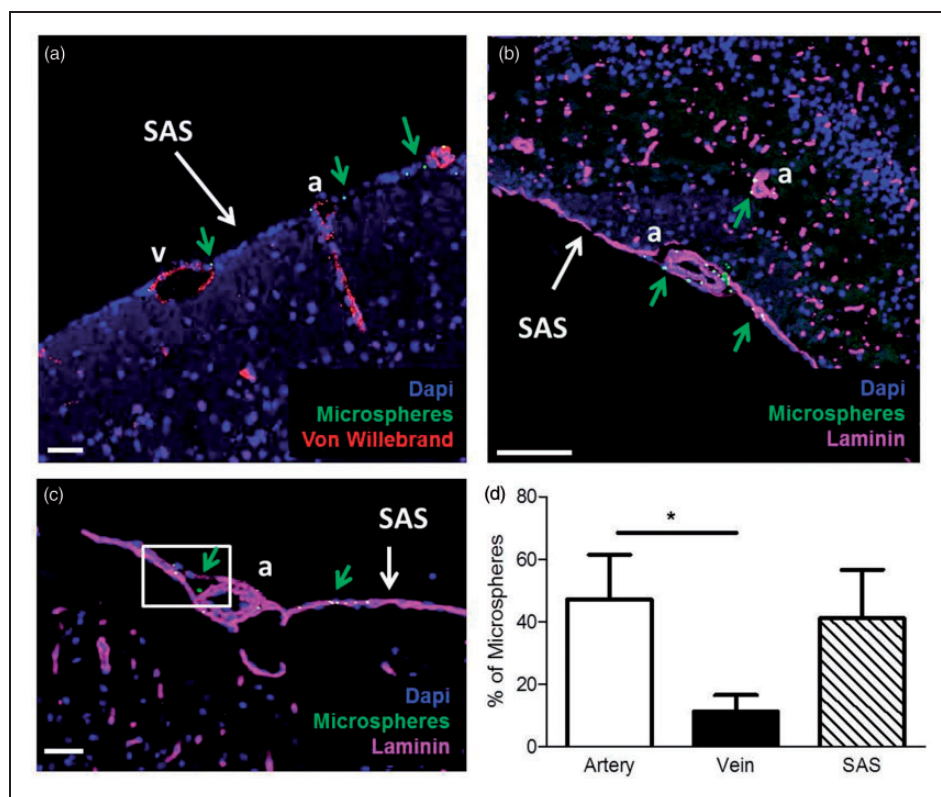 (a)
SAS
a
v
Dapi
Microspheres
Von Willebrand
(b)
a
a
SAS
Dapi
Microspheres
Laminin
(c)
SAS
a
Dapi
Microspheres
Laminin
(d)
80
*
60
40
20
0
% of Microspheres
Artery Vein SAS